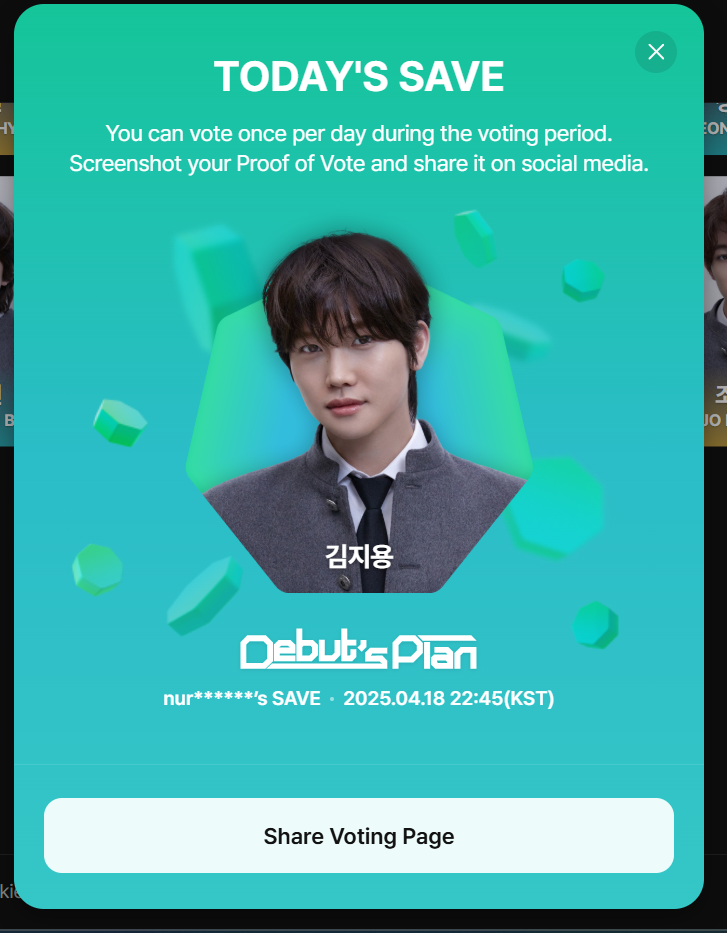 TODAY'S SAVE
You can vote once per day during the voting period.
Screenshot your Proof of Vote and share it on social media.
김지용
Debut's Plan
nur******'s SAVE · 2025.04.18 22:45(KST)
Share Voting Page